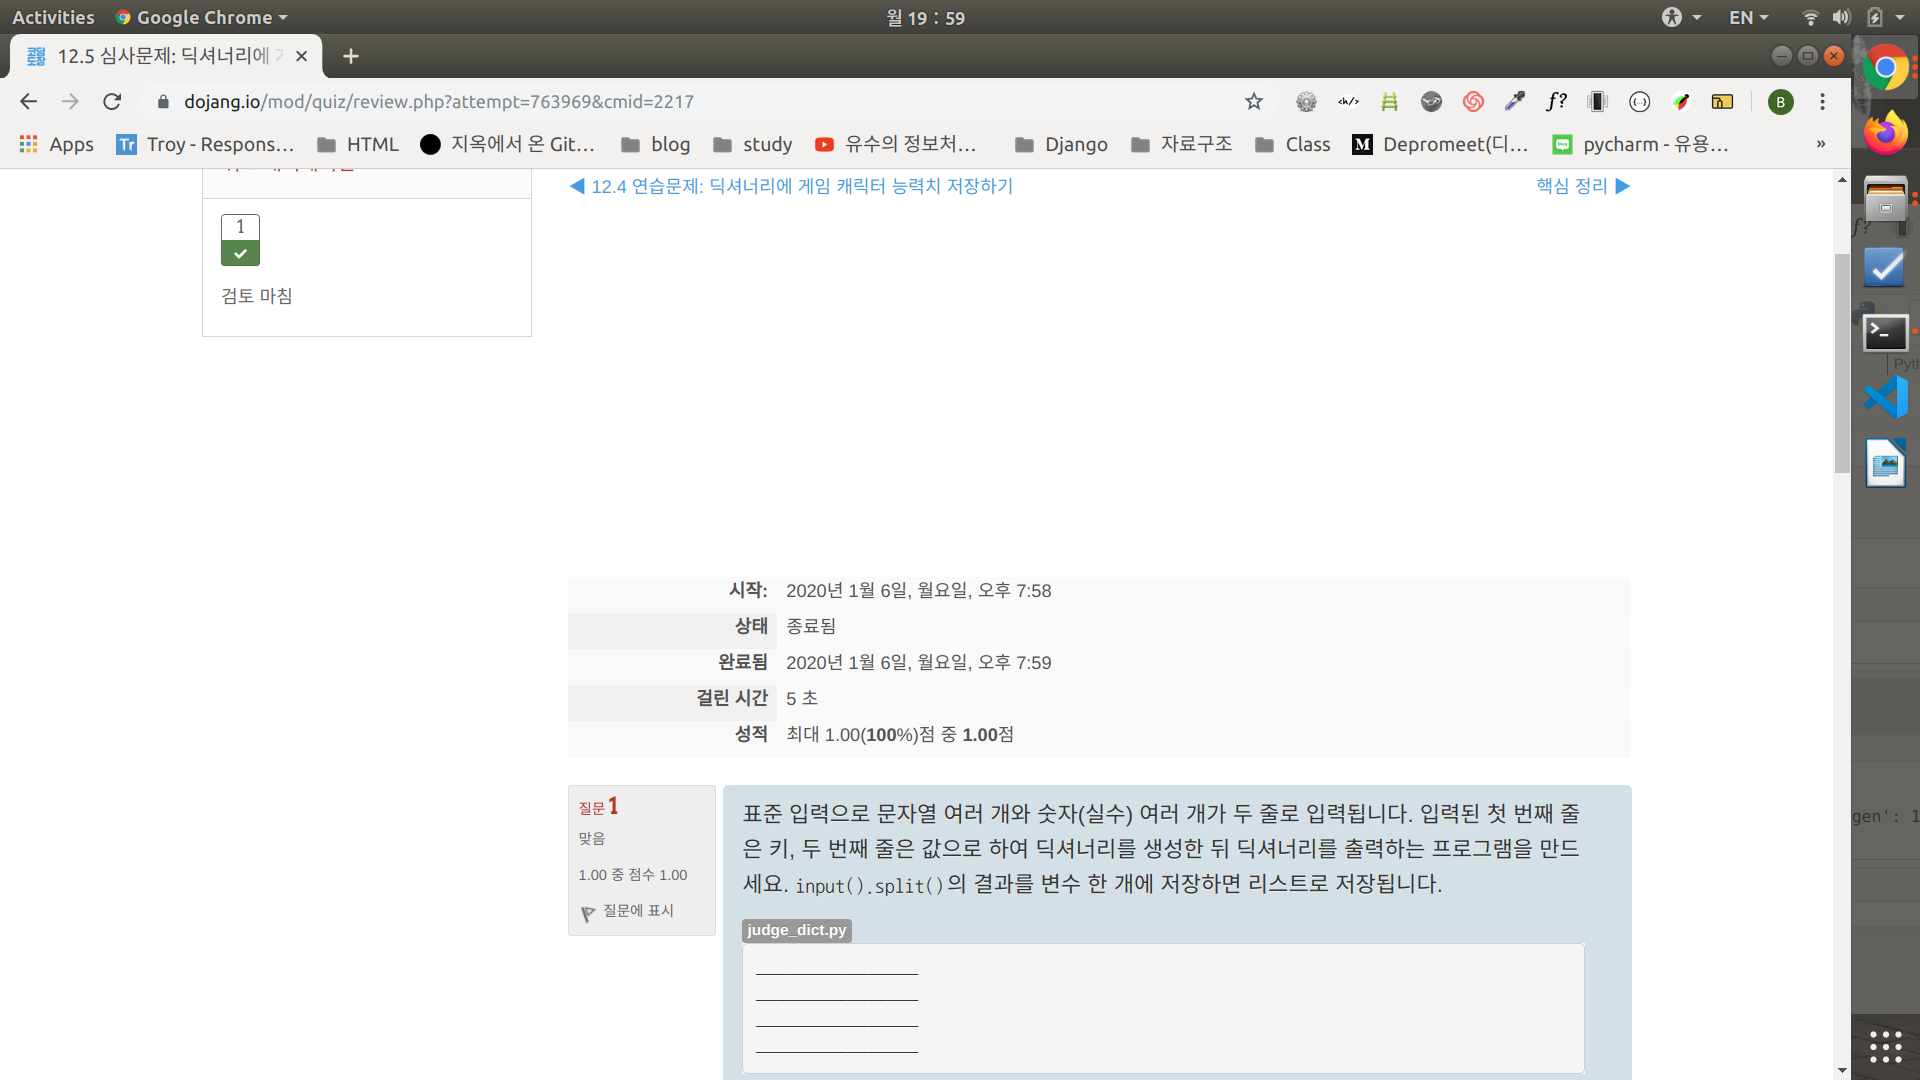 Activities
Google Chrome
월 19 : 59
EN
12.5 심사문제: 딕셔너리에
dojang.io/mod/quiz/review.php?attempt=763969&cmid=2217
B
Apps
Tr Troy - Respons…
HTML
지옥에서 온 Git…
blog
study
유수의 정보처…
Django
자료구조
Class
M Depromeet(디…
pycharm - 유용…
»
◀ 12.4 연습문제: 딕셔너리에 게임 캐릭터 능력치 저장하기
핵심 정리 ▶
1
검토 마침
시작: 2020년 1월 6일, 월요일, 오후 7:58
상태 종료됨
완료됨 2020년 1월 6일, 월요일, 오후 7:59
걸린 시간 5 초
성적 최대 1.00(100%)점 중 1.00점
질문 1
맞음
1.00 중 점수 1.00
질문에 표시
표준 입력으로 문자열 여러 개와 숫자(실수) 여러 개가 두 줄로 입력됩니다. 입력된 첫 번째 줄
은 키, 두 번째 줄은 값으로 하여 딕셔너리를 생성한 뒤 딕셔너리를 출력하는 프로그램을 만드
세요. input().split()의 결과를 변수 한 개에 저장하면 리스트로 저장됩니다.
judge_dict.py
________________
________________
________________
________________
gen': 1